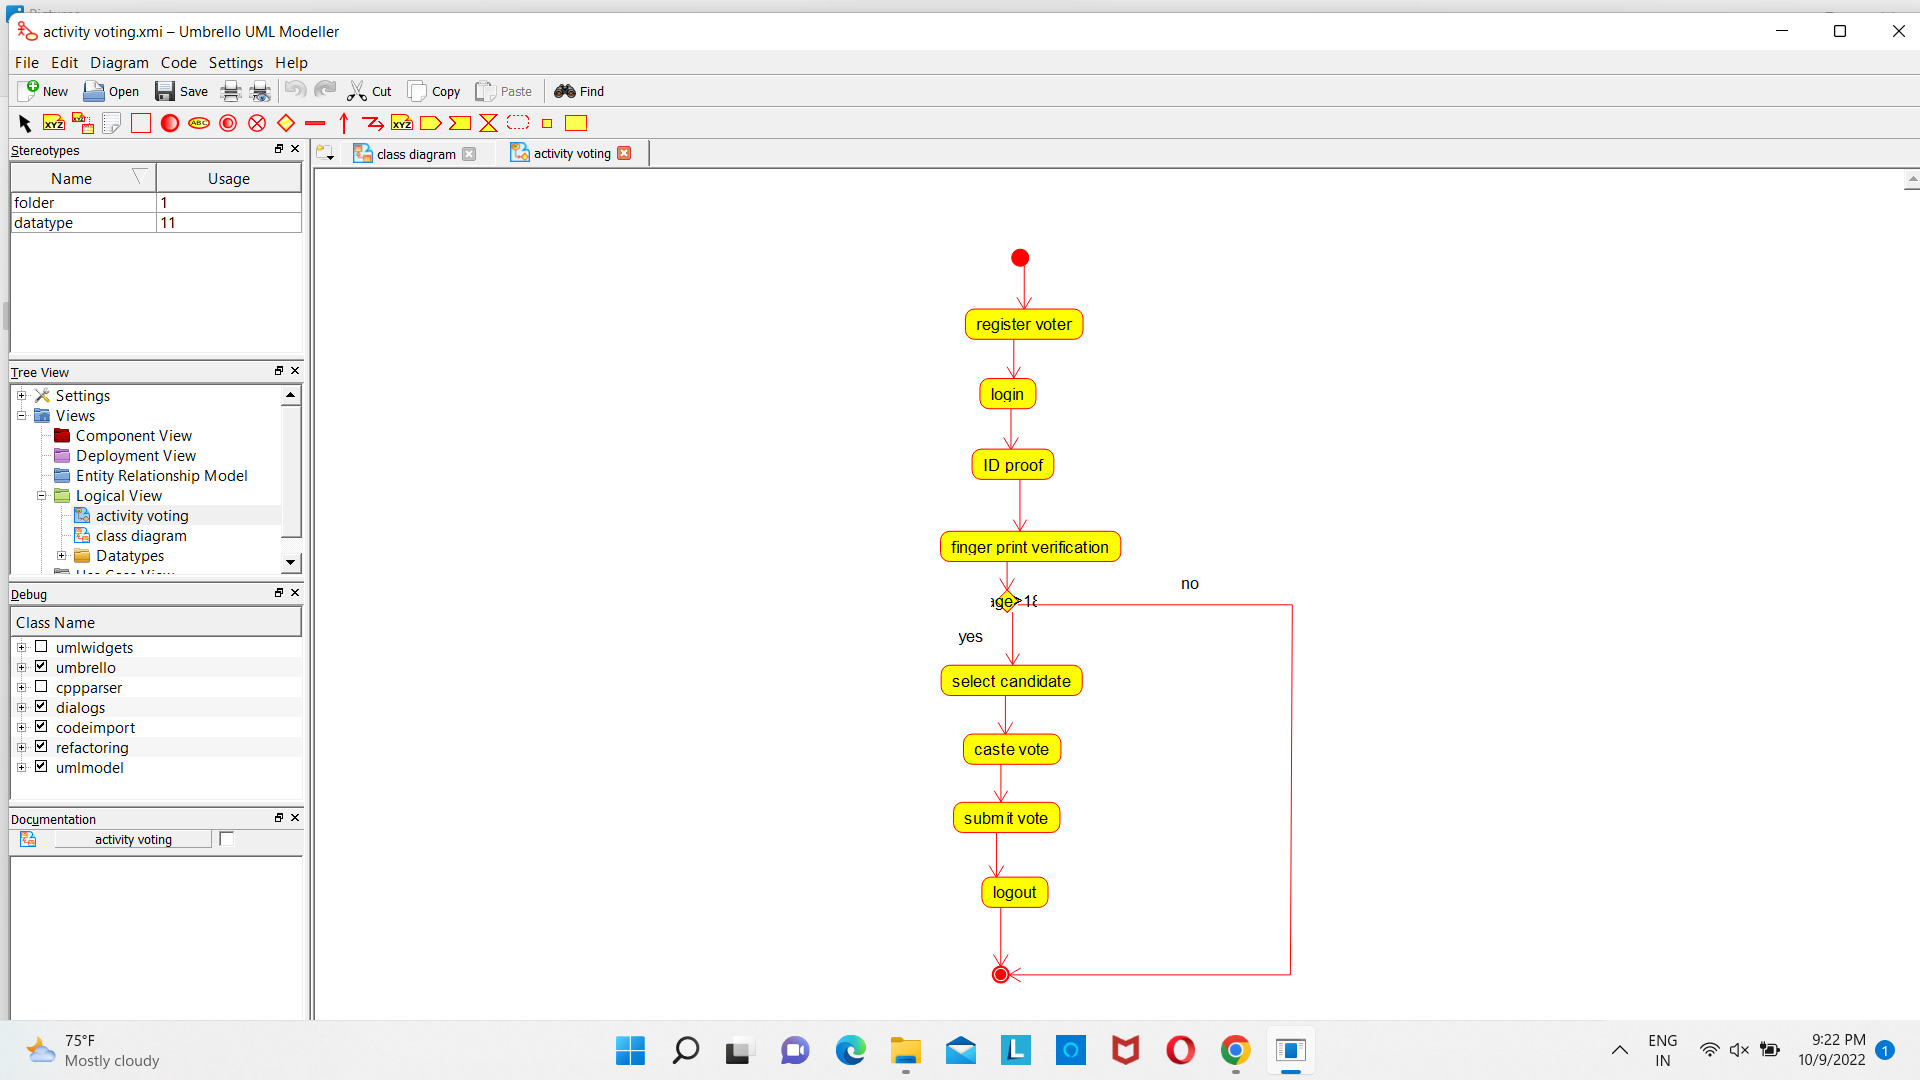 activity voting.xmi – Umbrello UML Modeller
File Edit Diagram Code Settings Help
New Open Save Cut Copy Paste Find
Stereotypes
class diagram activity voting
Name Usage
folder 1
datatype 11
Tree View
Settings
Views
Component View
Deployment View
Entity Relationship Model
Logical View
activity voting
class diagram
Datatypes
Debug
Class Name
umlwidgets
umbrello
cppparser
dialogs
codeimport
refactoring
umlmodel
Documentation
activity voting
register voter
login
ID proof
finger print verification
no
age>18
yes
select candidate
caste vote
submit vote
logout
75°F
Mostly cloudy
ENG
IN
9:22 PM
10/9/2022
1